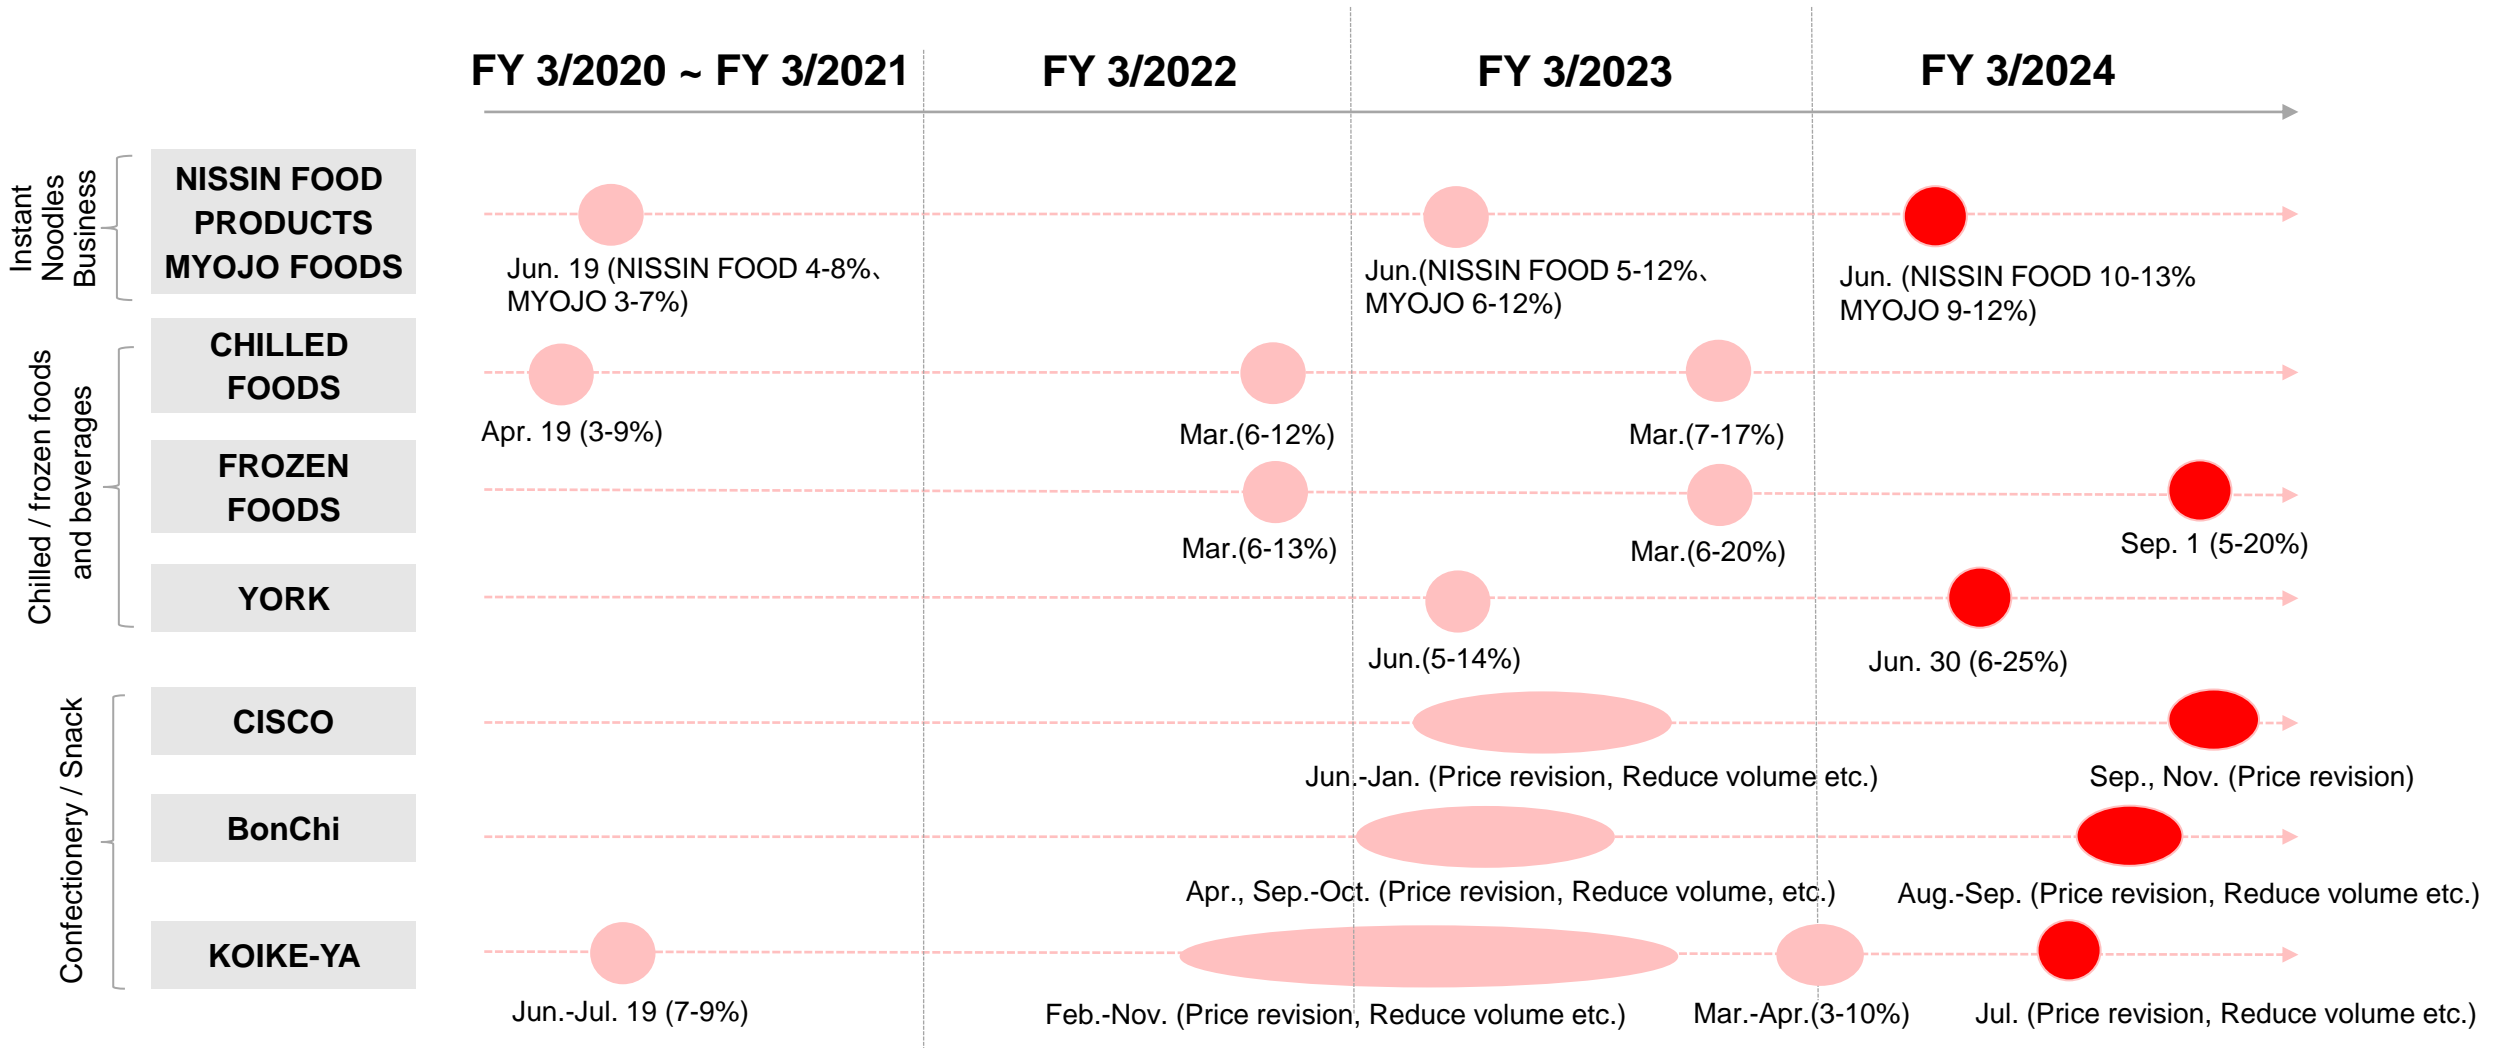 FY 3/2020 ~ FY 3/2021
FY 3/2022
FY 3/2023
FY 3/2024
Instant
Noodles
Business
NISSIN FOOD
PRODUCTS
MYOJO FOODS
Jun. 19 (NISSIN FOOD 4-8%、
MYOJO 3-7%)
Jun.(NISSIN FOOD 5-12%、
MYOJO 6-12%)
Jun. (NISSIN FOOD 10-13%
MYOJO 9-12%)
Chilled / frozen foods
and beverages
CHILLED
FOODS
Apr. 19 (3-9%)
Mar.(6-12%)
Mar.(7-17%)
FROZEN
FOODS
Mar.(6-13%)
Mar.(6-20%)
Sep. 1 (5-20%)
YORK
Jun.(5-14%)
Jun. 30 (6-25%)
Confectionery / Snack
CISCO
Jun.-Jan. (Price revision, Reduce volume etc.)
Sep., Nov. (Price revision)
BonChi
Apr., Sep.-Oct. (Price revision, Reduce volume, etc.)
Aug.-Sep. (Price revision, Reduce volume etc.)
KOIKE-YA
Jun.-Jul. 19 (7-9%)
Feb.-Nov. (Price revision, Reduce volume etc.)
Mar.-Apr.(3-10%)
Jul. (Price revision, Reduce volume etc.)